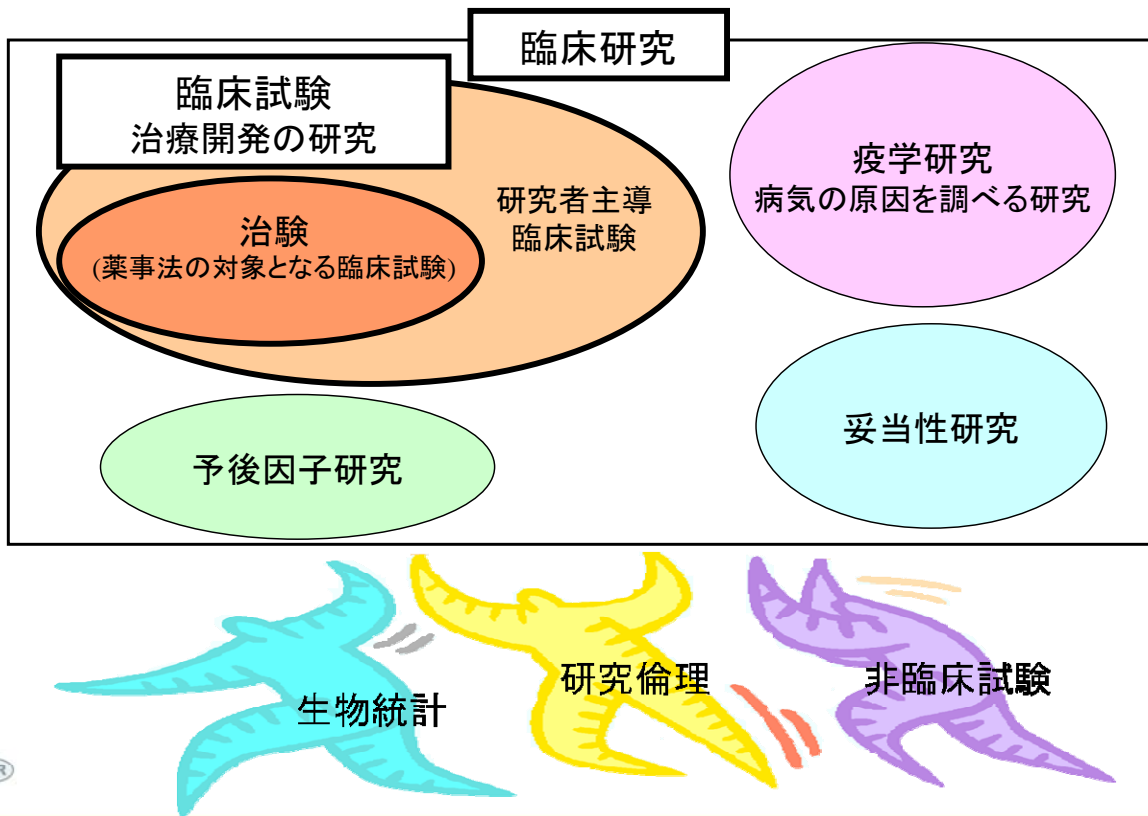 臨床研究
臨床試験
治療開発の研究
治験
(薬事法の対象となる臨床試験)
研究者主導
臨床試験
疫学研究
病気の原因を調べる研究
予後因子研究
妥当性研究
生物統計
研究倫理
非臨床試験
®